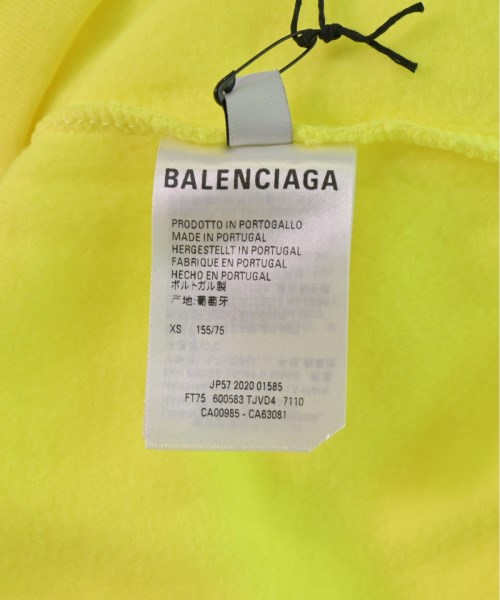 BALENCIAGA
PRODOTTO IN PORTOGALLO
MADE IN PORTUGAL
HERGESTELLT IN PORTUGAL
FABRIQUE EN PORTUGAL
HECHO EN PORTUGAL
ポルトガル製
产地:葡萄牙
XS 155/75
JP57 2020 01585
FT75 600583 TJVD4 7110
CA00985 - CA63081